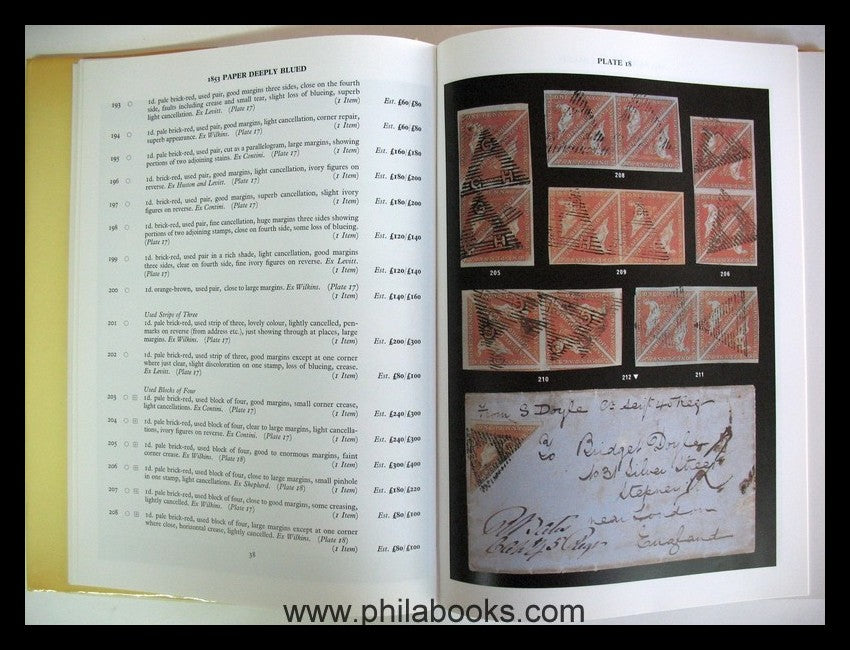 1853 PAPER DEEPLY BLUED
193 1d. pale brick-red, used pair, good margins three sides, close on the fourth
side, faults including crease and small tear, slight loss of blueing, superb
light cancellation. Ex Levitt. (Plate 17) (1 Item) Est. £60/£80
194 1d. pale brick-red, used pair, good margins, light cancellation, corner repair,
superb appearance. Ex Wilkins. (Plate 17) (1 Item) Est. £60/£80
195 1d. pale brick-red, used pair, cut as a parallelogram, large margins, showing
portions of two adjoining stamps. Ex Contini. (Plate 17) (1 Item) Est. £160/£180
196 1d. brick-red, used pair, good margins, light cancellation, ivory figures on
reverse. Ex Huston and Levitt. (Plate 17) (1 Item) Est. £180/£200
197 1d. brick-red, used pair, good margins, superb cancellation, slight ivory
figures on reverse. Ex Contini. (Plate 17) (1 Item) Est. £180/£200
198 1d. brick-red, used pair, fine cancellation, huge margins three sides showing
portions of two adjoining stamps, close on fourth side, some loss of blueing.
(Plate 17) (1 Item) Est. £120/£140
199 1d. brick-red, used pair in a rich shade, light cancellation, good margins
three sides, clear on fourth side, fine ivory figures on reverse. Ex Levitt.
(Plate 17) (1 Item) Est. £120/£140
200 1d. orange-brown, used pair, close to large margins. Ex Wilkins. (Plate 17)
(1 Item) Est. £140/£160
Used Strips of Three
201 1d. pale brick-red, used strip of three, lovely colour, lightly cancelled, pen-
marks on reverse (from address etc.), just showing through at places, large
margins. Ex Wilkins. (Plate 17) (1 Item) Est. £200/£300
202 1d. pale brick-red, used strip of three, good margins except at one corner
where just clear, slight discoloration on one stamp, loss of blueing, crease.
Ex Levitt. (Plate 17) (1 Item) Est. £80/£100
Used Blocks of Four
203 1d. pale brick-red, used block of four, good margins, small corner crease,
light cancellations. Ex Contini. (Plate 17) (1 Item) Est. £240/£300
204 1d. pale brick-red, used block of four, clear to large margins, light cancella-
tions, ivory figures on reverse. Ex Contini. (Plate 17) (1 Item) Est. £240/£300
205 1d. pale brick-red, used block of four, good to enormous margins, faint
corner crease. Ex Wilkins. (Plate 18) (1 Item) Est. £300/£400
206 1d. pale brick-red, used block of four, close to large margins, small pinhole
in one stamp, light cancellations. Ex Shepherd. (Plate 18) (1 Item) Est. £180/£220
207 1d. pale brick-red, used block of four, close to good margins, some creasing,
lightly cancelled. Ex Wilkins. (Plate 17) (1 Item) Est. £80/£100
208 1d. pale brick-red, used block of four, large margins except at one corner
where close, horizontal crease, lightly cancelled. Ex Wilkins. (Plate 18)
(1 Item) Est. £80/£100
38
PLATE 18
208
205
209
206
210
212
211
From S Doyle
Bridget Doyle
103 Silver Street
Stepney
near London
England
www.philabooks.com